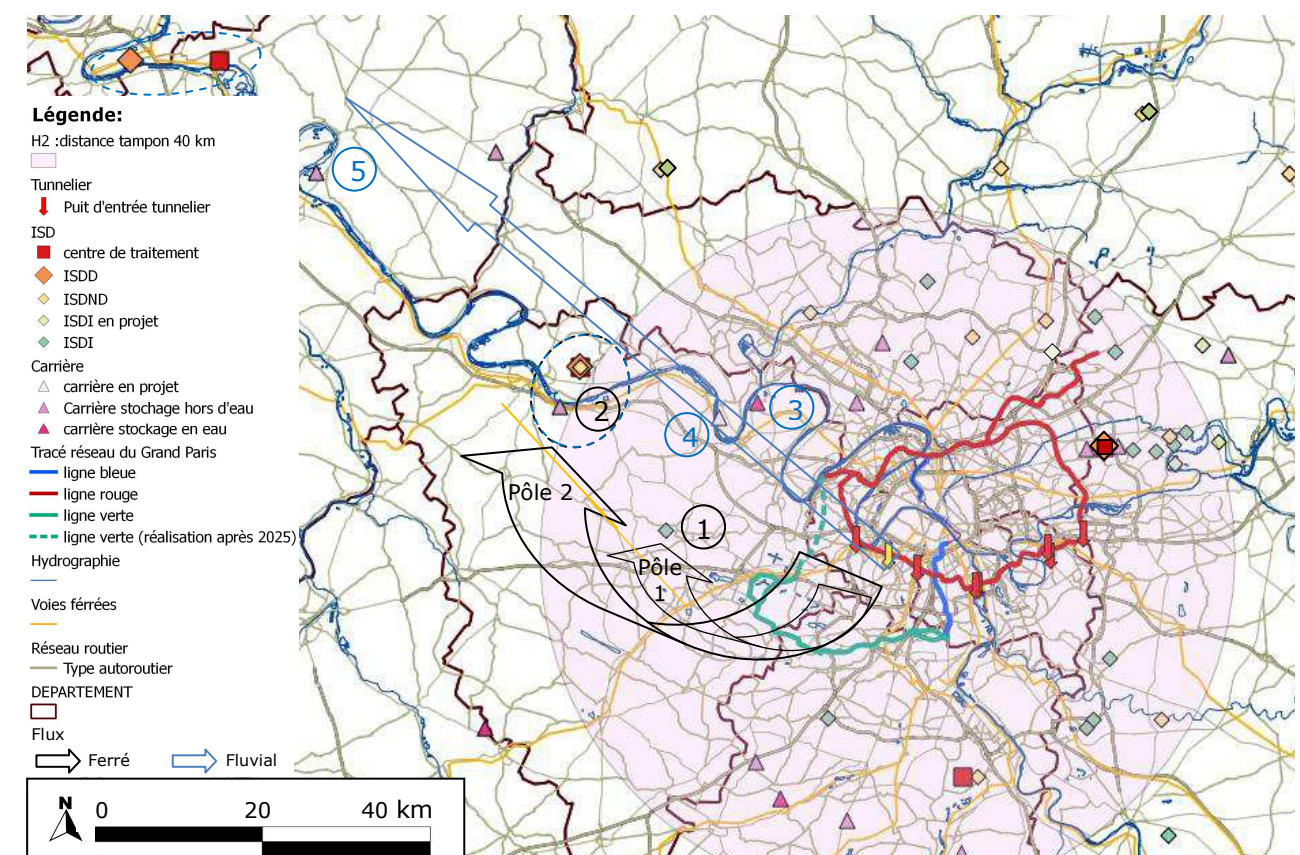 Légende:
H2 :distance tampon 40 km
Tunnelier
Puit d'entrée tunnelier
ISD
centre de traitement
ISDD
ISDND
ISDI en projet
ISDI
Carrière
carrière en projet
Carrière stockage hors d'eau
carrière stockage en eau
Tracé réseau du Grand Paris
ligne bleue
ligne rouge
ligne verte
ligne verte (réalisation après 2025)
Hydrographie
Voies férrées
Réseau routier
Type autoroutier
DEPARTEMENT
Flux
Ferré Fluvial
N 0 20 40 km
5
2
3
4
Pôle 2
1
Pôle
1